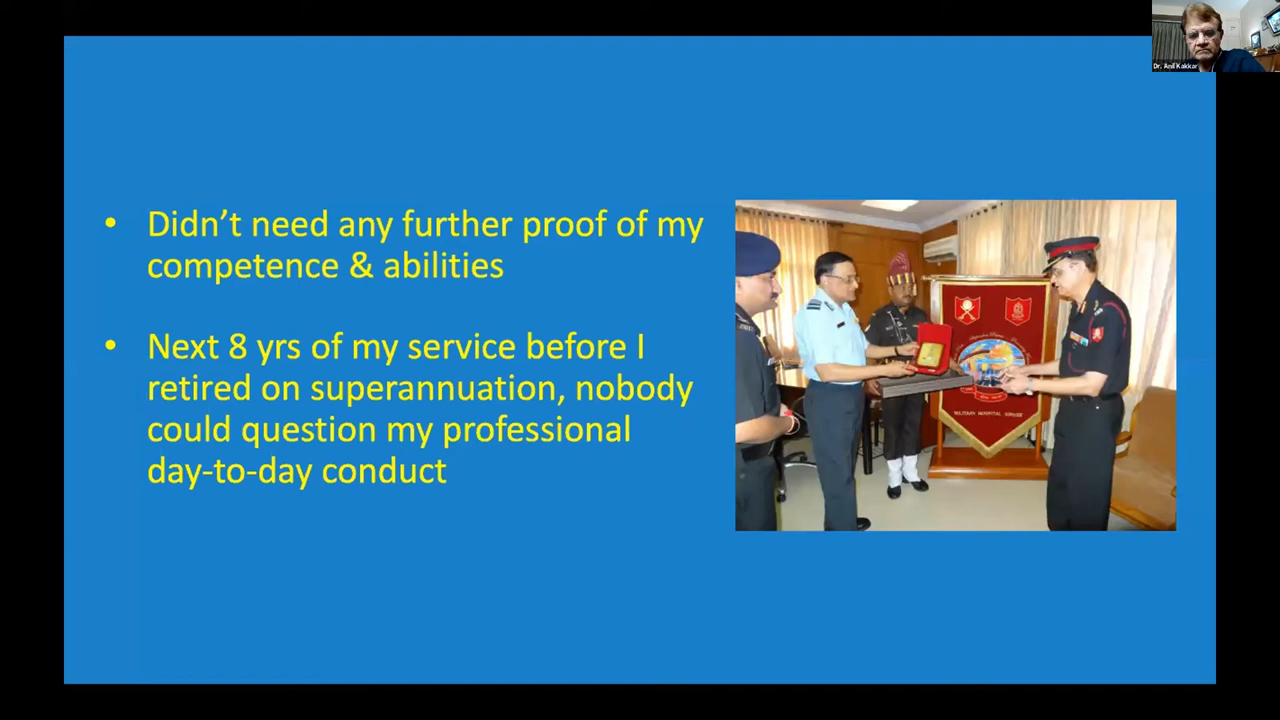 Dr. Anil Kakkar
• Didn’t need any further proof of my
competence & abilities
• Next 8 yrs of my service before I
retired on superannuation, nobody
could question my professional
day-to-day conduct
MILITARY HOSPITAL